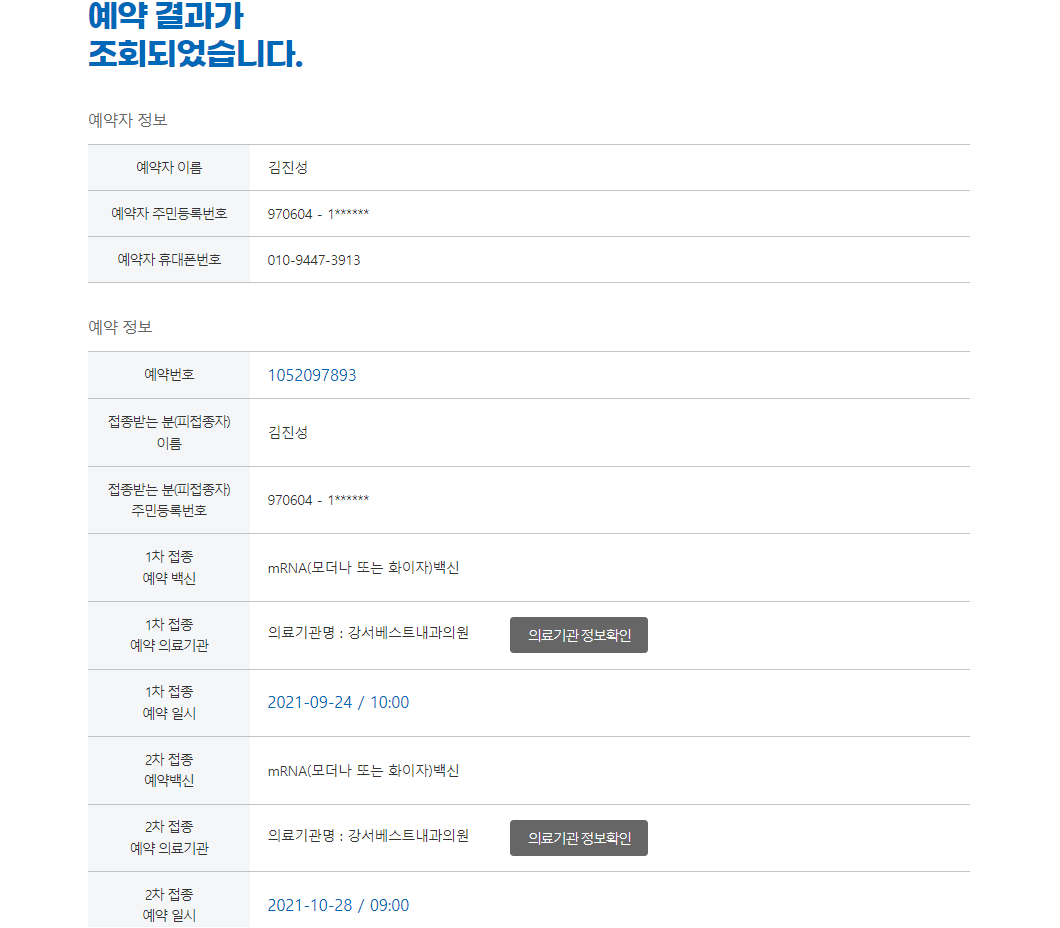 예약 결과가
조회되었습니다.
예약자 정보
예약자 이름
김진성
예약자 주민등록번호
970604 - 1******
예약자 휴대폰번호
010-9447-3913
예약 정보
예약번호
1052097893
접종받는 분(피접종자)
이름
김진성
접종받는 분(피접종자)
주민등록번호
970604 - 1******
1차 접종
예약 백신
mRNA(모더나 또는 화이자)백신
1차 접종
예약 의료기관
의료기관명 : 강서베스트내과의원
의료기관 정보확인
1차 접종
예약 일시
2021-09-24 / 10:00
2차 접종
예약백신
mRNA(모더나 또는 화이자)백신
2차 접종
예약 의료기관
의료기관명 : 강서베스트내과의원
의료기관 정보확인
2차 접종
예약 일시
2021-10-28 / 09:00